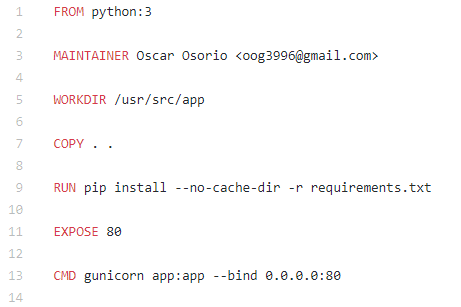 1 FROM python:3
2
3 MAINTAINER Oscar Osorio <oog3996@gmail.com>
4
5 WORKDIR /usr/src/app
6
7 COPY . .
8
9 RUN pip install --no-cache-dir -r requirements.txt
10
11 EXPOSE 80
12
13 CMD gunicorn app:app --bind 0.0.0.0:80
14